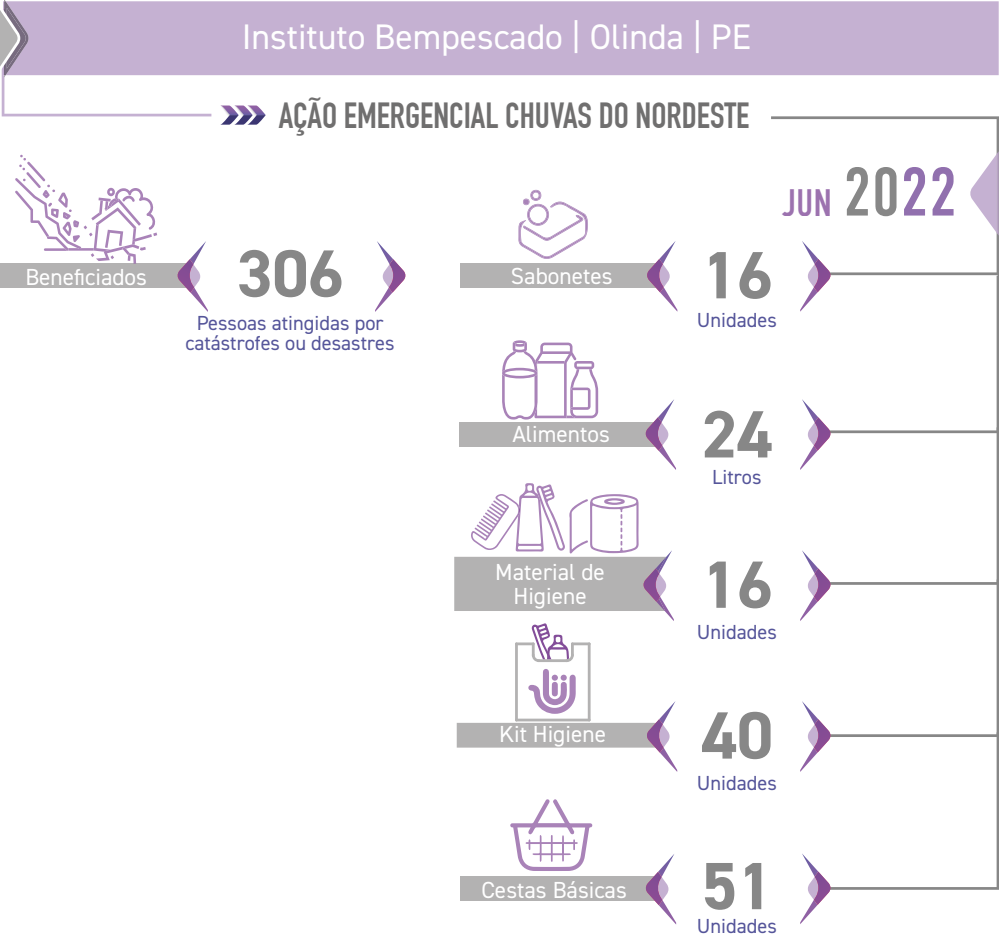 Instituto Bempescado | Olinda | PE
AÇÃO EMERGENCIAL CHUVAS DO NORDESTE
JUN 2022
Beneficiados
306
Pessoas atingidas por
catástrofes ou desastres
Sabonetes
16
Unidades
Alimentos
24
Litros
Material de
Higiene
16
Unidades
Kit Higiene
40
Unidades
Cestas Básicas
51
Unidades